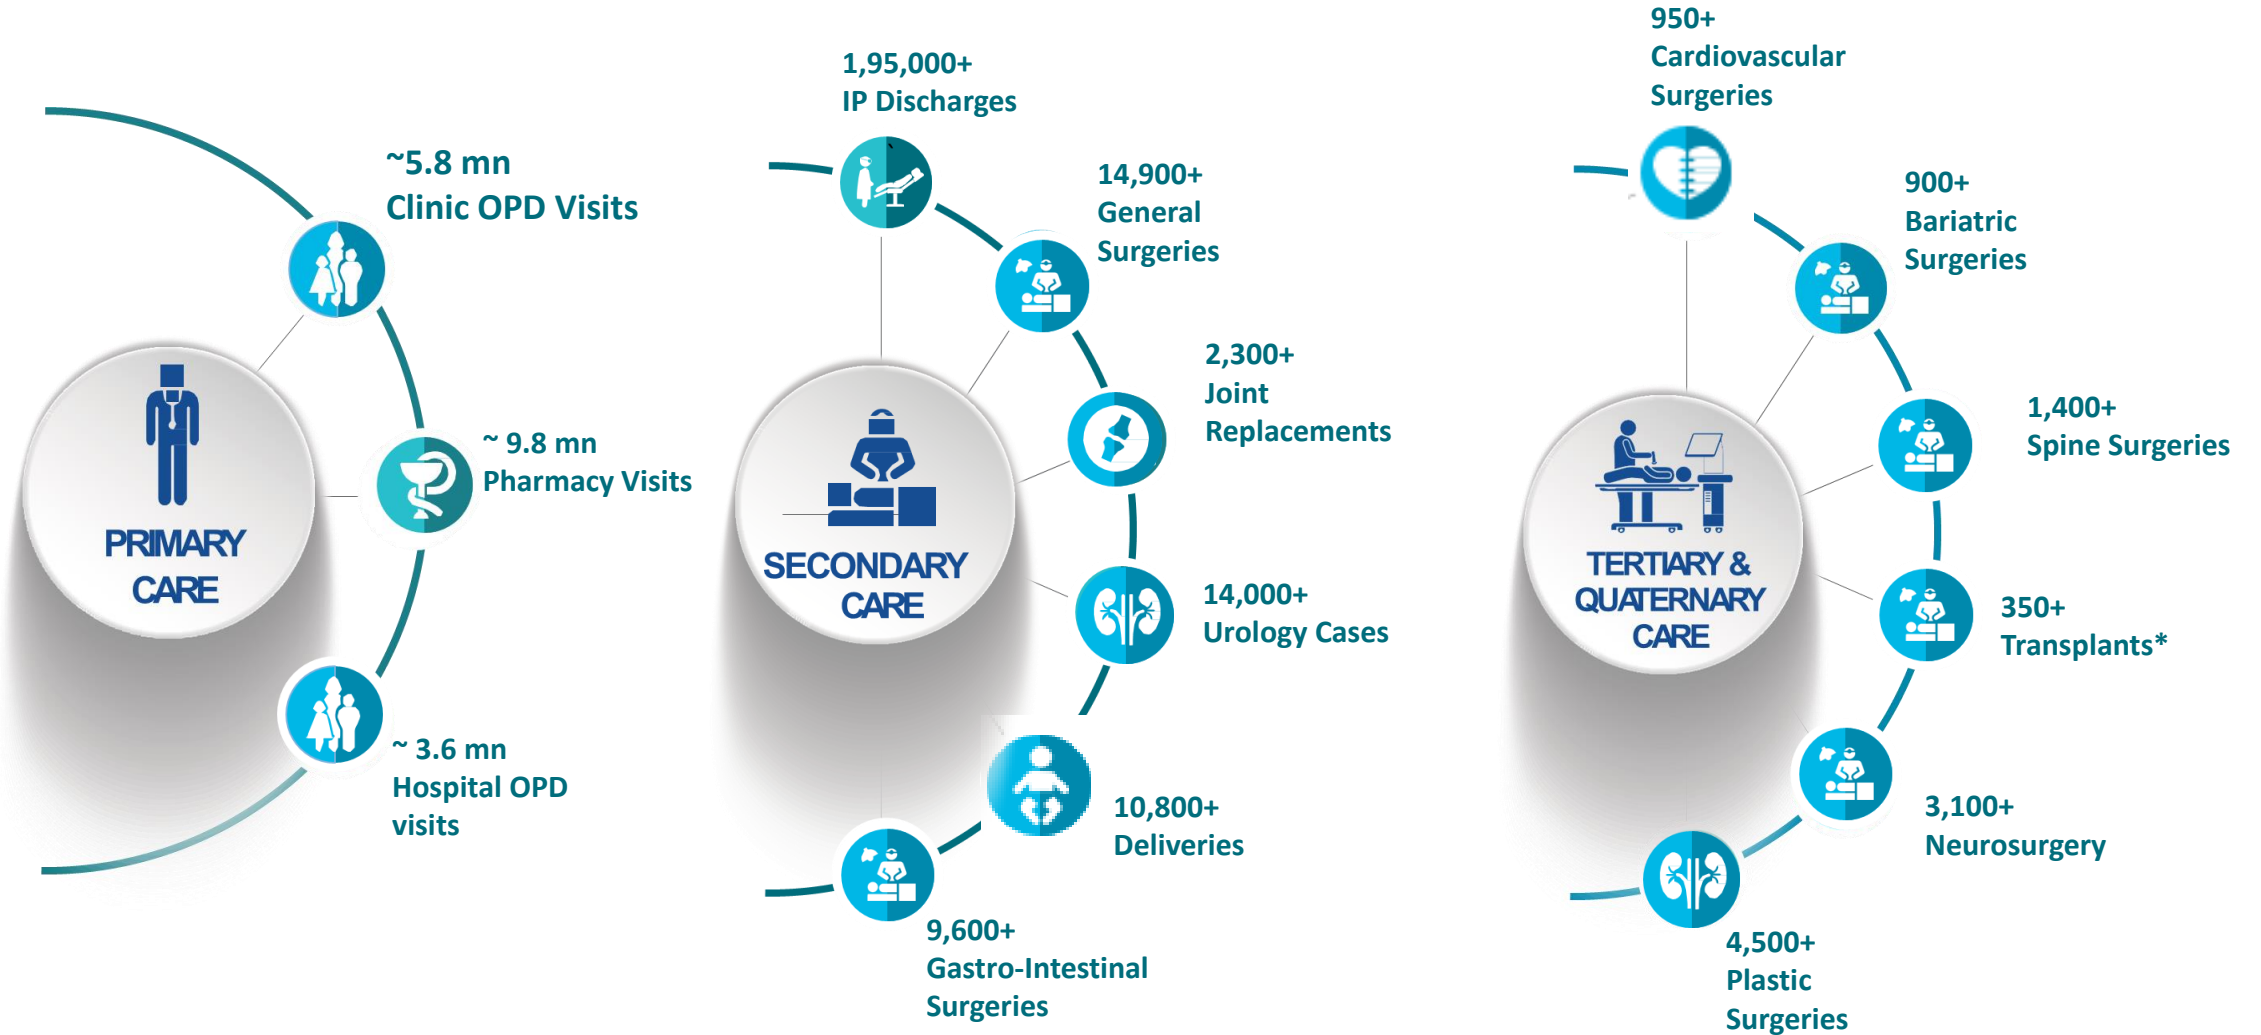 ~5.8 mn
Clinic OPD Visits
~ 9.8 mn
Pharmacy Visits
PRIMARY
CARE
~ 3.6 mn
Hospital OPD
visits
1,95,000+
IP Discharges
14,900+
General
Surgeries
2,300+
Joint
Replacements
SECONDARY
CARE
14,000+
Urology Cases
10,800+
Deliveries
9,600+
Gastro-Intestinal
Surgeries
950+
Cardiovascular
Surgeries
900+
Bariatric
Surgeries
1,400+
Spine Surgeries
TERTIARY &
QUATERNARY
CARE
350+
Transplants*
3,100+
Neurosurgery
4,500+
Plastic
Surgeries